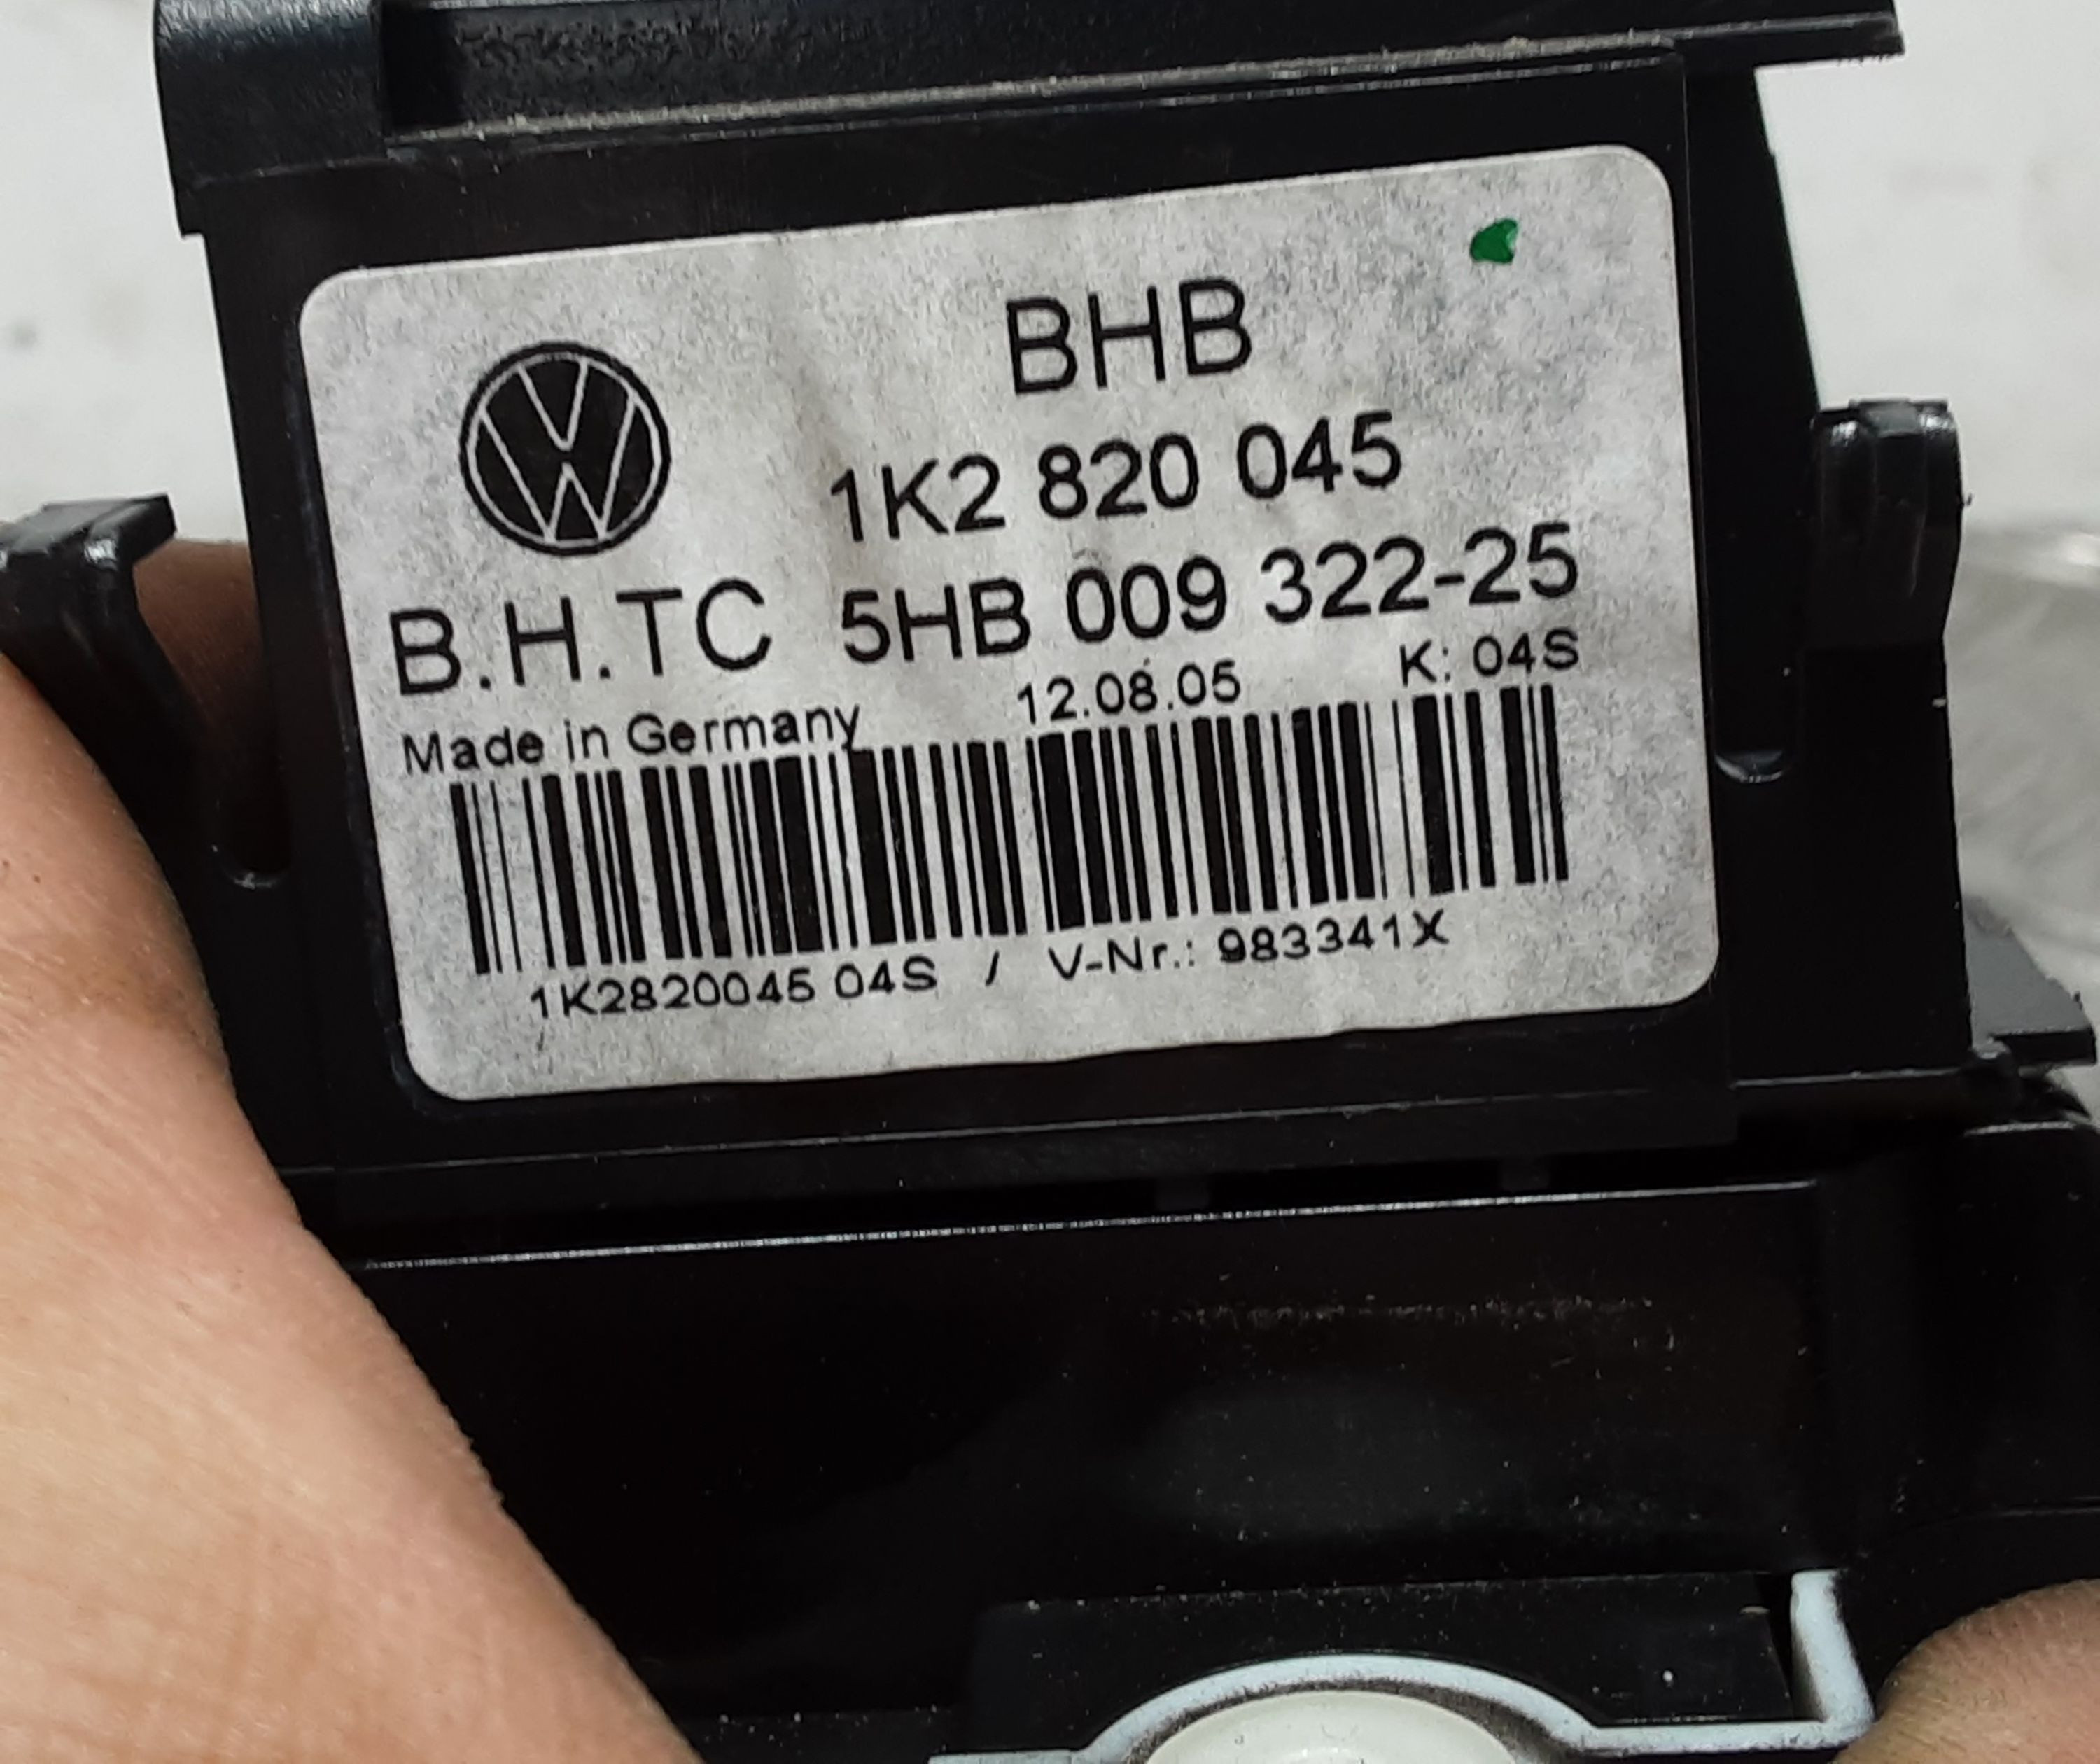 BHB
1K2 820 045
B.H.TC 5HB 009 322-25
Made in Germany 12.08.05 K: 04S
1K2820045 04S / V-Nr.: 983341X